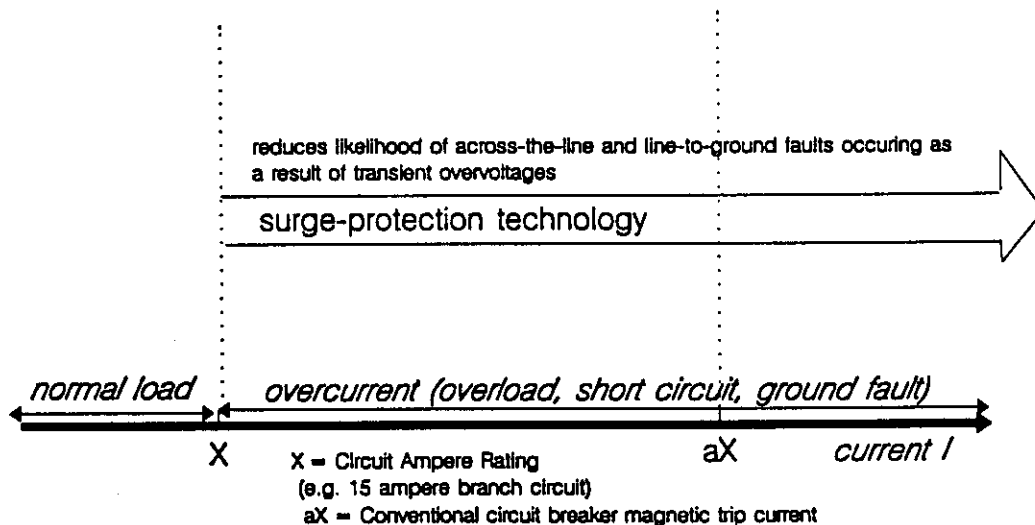 reduces likelihood of across-the-line and line-to-ground faults occuring as
a result of transient overvoltages
surge-protection technology
normal load
overcurrent (overload, short circuit, ground fault)
X
aX
current I
X = Circuit Ampere Rating
(e.g. 15 ampere branch circuit)
aX = Conventional circuit breaker magnetic trip current